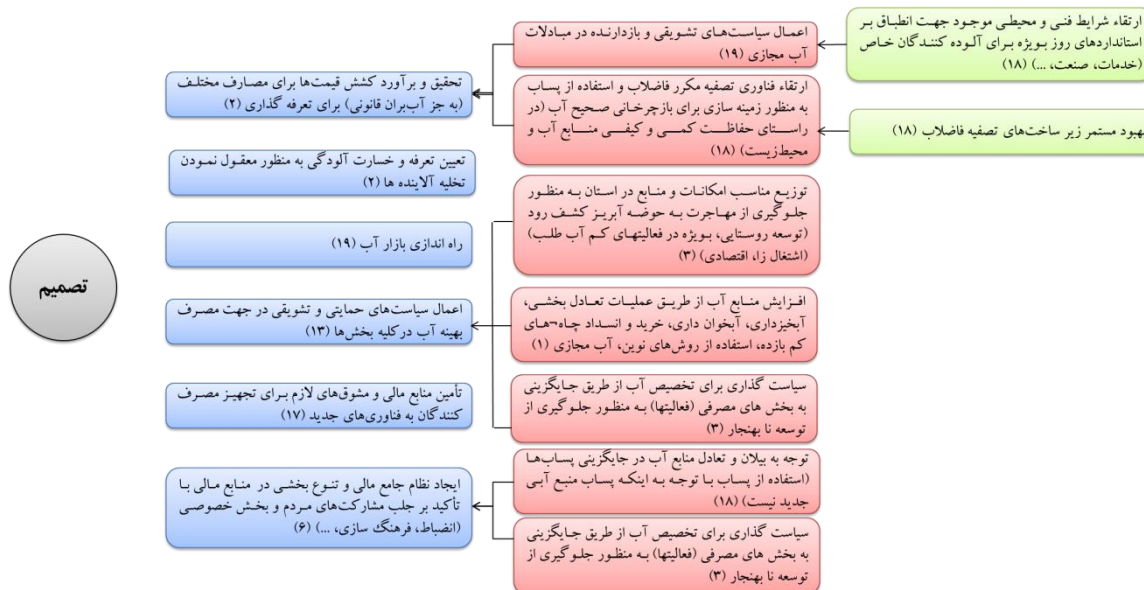 ارتقاء شرایط فنی و محیطی موجود جهت انطباق بر
استانداردهای روز بویژه برای آلوده کنندگان خاص
(خدمات، صنعت، ...) (۱۸)
بهبود مستمر زیر ساخت‌های تصفیه فاضلاب (۱۸)
اعمال سیاست‌های تشویقی و بازدارنده در مبادلات
آب مجازی (۱۹)
ارتقاء فناوری تصفیه مکرر فاضلاب و استفاده از پساب
به منظور زمینه سازی برای بازچرخانی صحیح آب (در
راستای حفاظت کمی و کیفی منابع آب و
محیط‌زیست) (۱۸)
توزیع مناسب امکانات و منابع در استان به منظور
جلوگیری از مهاجرت به حوضه آبریز کشف رود
(توسعه روستایی، بویژه در فعالیتهای کم آب طلب)
(اشتغال زا، اقتصادی) (۳)
افزایش منابع آب از طریق عملیات تعادل بخشی،
آبخیزداری، آبخوان داری، خرید و انسداد چاه¬های
کم بازده، استفاده از روش‌های نوین، آب مجازی (۱)
سیاست گذاری برای تخصیص آب از طریق جایگزینی
به بخش های مصرفی (فعالیتها) به منظور جلوگیری از
توسعه نا بهنجار (۳)
توجه به بیلان و تعادل منابع آب در جایگزینی پساب‌ها
(استفاده از پساب با توجه به اینکه پساب منبع آبی
جدید نیست) (۱۸)
سیاست گذاری برای تخصیص آب از طریق جایگزینی
به بخش های مصرفی (فعالیتها) به منظور جلوگیری از
توسعه نا بهنجار (۳)
تحقیق و برآورد کشش قیمت‌ها برای مصارف مختلف
(به جز آب‌بران قانونی) برای تعرفه گذاری (۲)
تعیین تعرفه و خسارت آلودگی به منظور معقول نمودن
تخلیه آلاینده ها (۲)
راه اندازی بازار آب (۱۹)
اعمال سیاست‌های حمایتی و تشویقی در جهت مصرف
بهینه آب درکلیه بخش‌ها (۱۳)
تأمین منابع مالی و مشوق‌های لازم برای تجهیز مصرف
کنندگان به فناوری‌های جدید (۱۷)
ایجاد نظام جامع مالی و تنوع بخشی در منابع مالی با
تأکید بر جلب مشارکت‌های مردم و بخش خصوصی
(انضباط، فرهنگ سازی، ...) (۶)
تصمیم